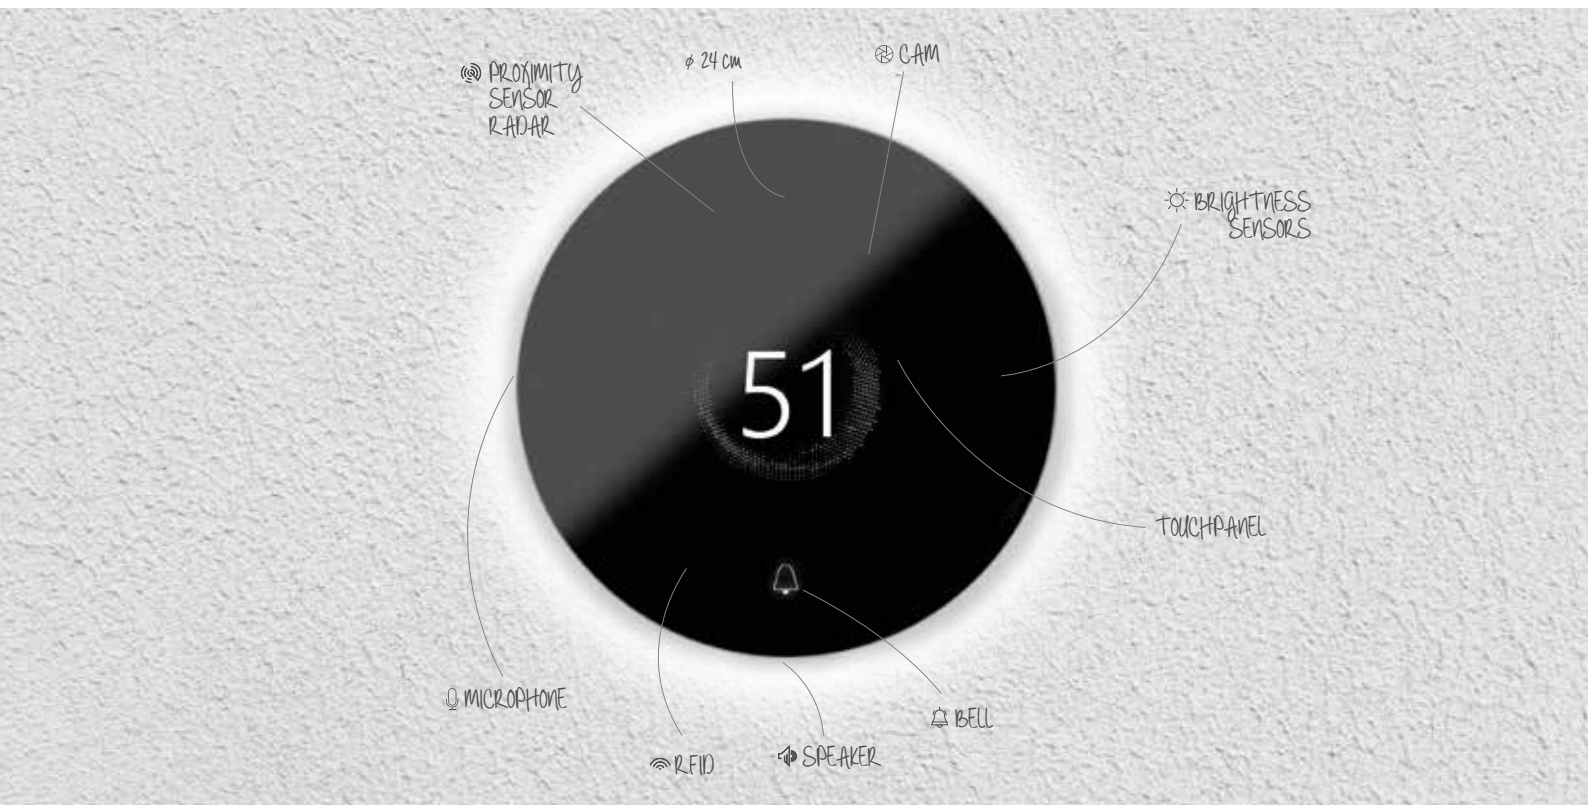 PROXIMITY
SENSOR
RADAR
ø 24 cm
CAM
BRIGHTNESS
SENSORS
51
TOUCHPANEL
MICROPHONE
BELL
RFID
SPEAKER